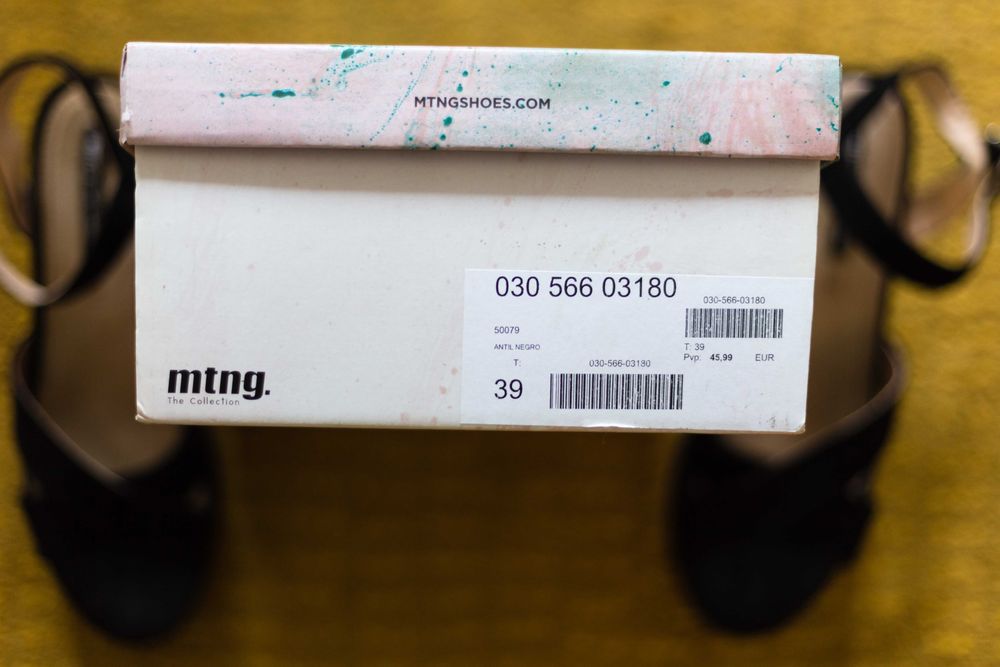 MTNGSHOES.COM
030 566 03180
030-566-03180
50079
ANTIL NEGRO
T: 39
Pvp: 45,99 EUR
T:
39
030-566-03180
mtng.
The Collection